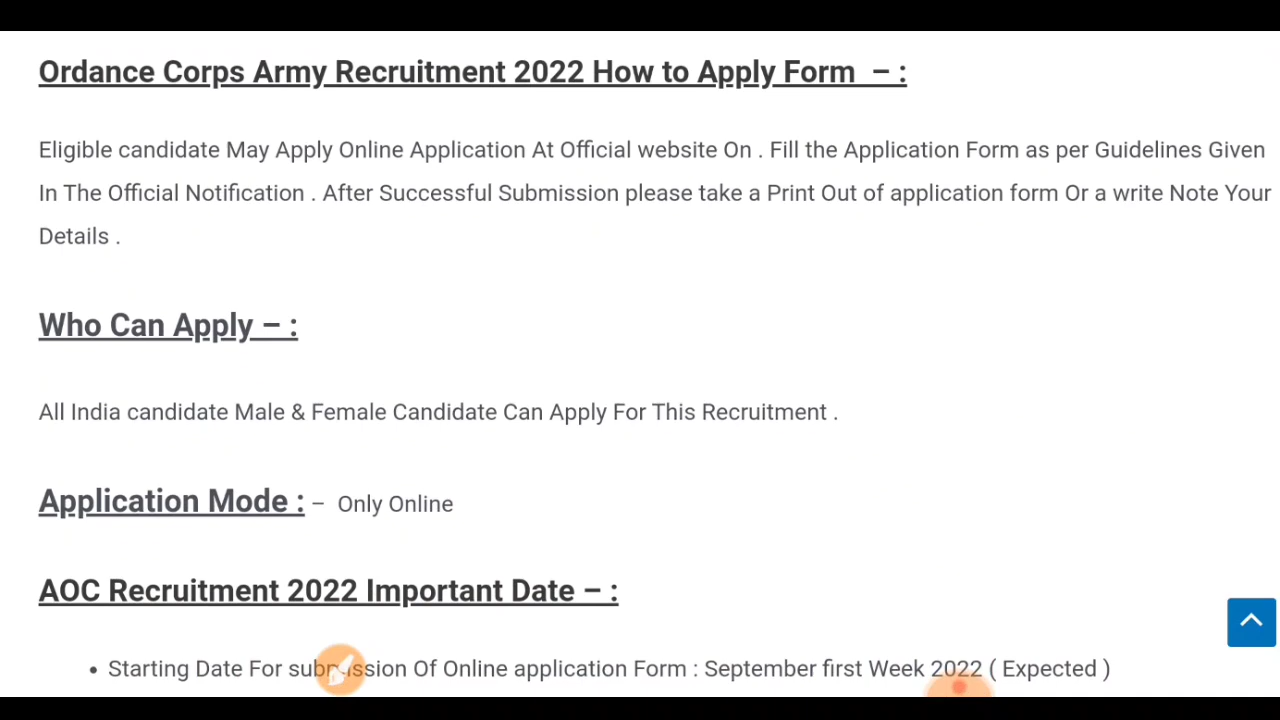 Ordance Corps Army Recruitment 2022 How to Apply Form – :
Eligible candidate May Apply Online Application At Official website On . Fill the Application Form as per Guidelines Given
In The Official Notification . After Successful Submission please take a Print Out of application form Or a write Note Your
Details .
Who Can Apply – :
All India candidate Male & Female Candidate Can Apply For This Recruitment .
Application Mode : – Only Online
AOC Recruitment 2022 Important Date – :
• Starting Date For submission Of Online application Form : September first Week 2022 ( Expected )